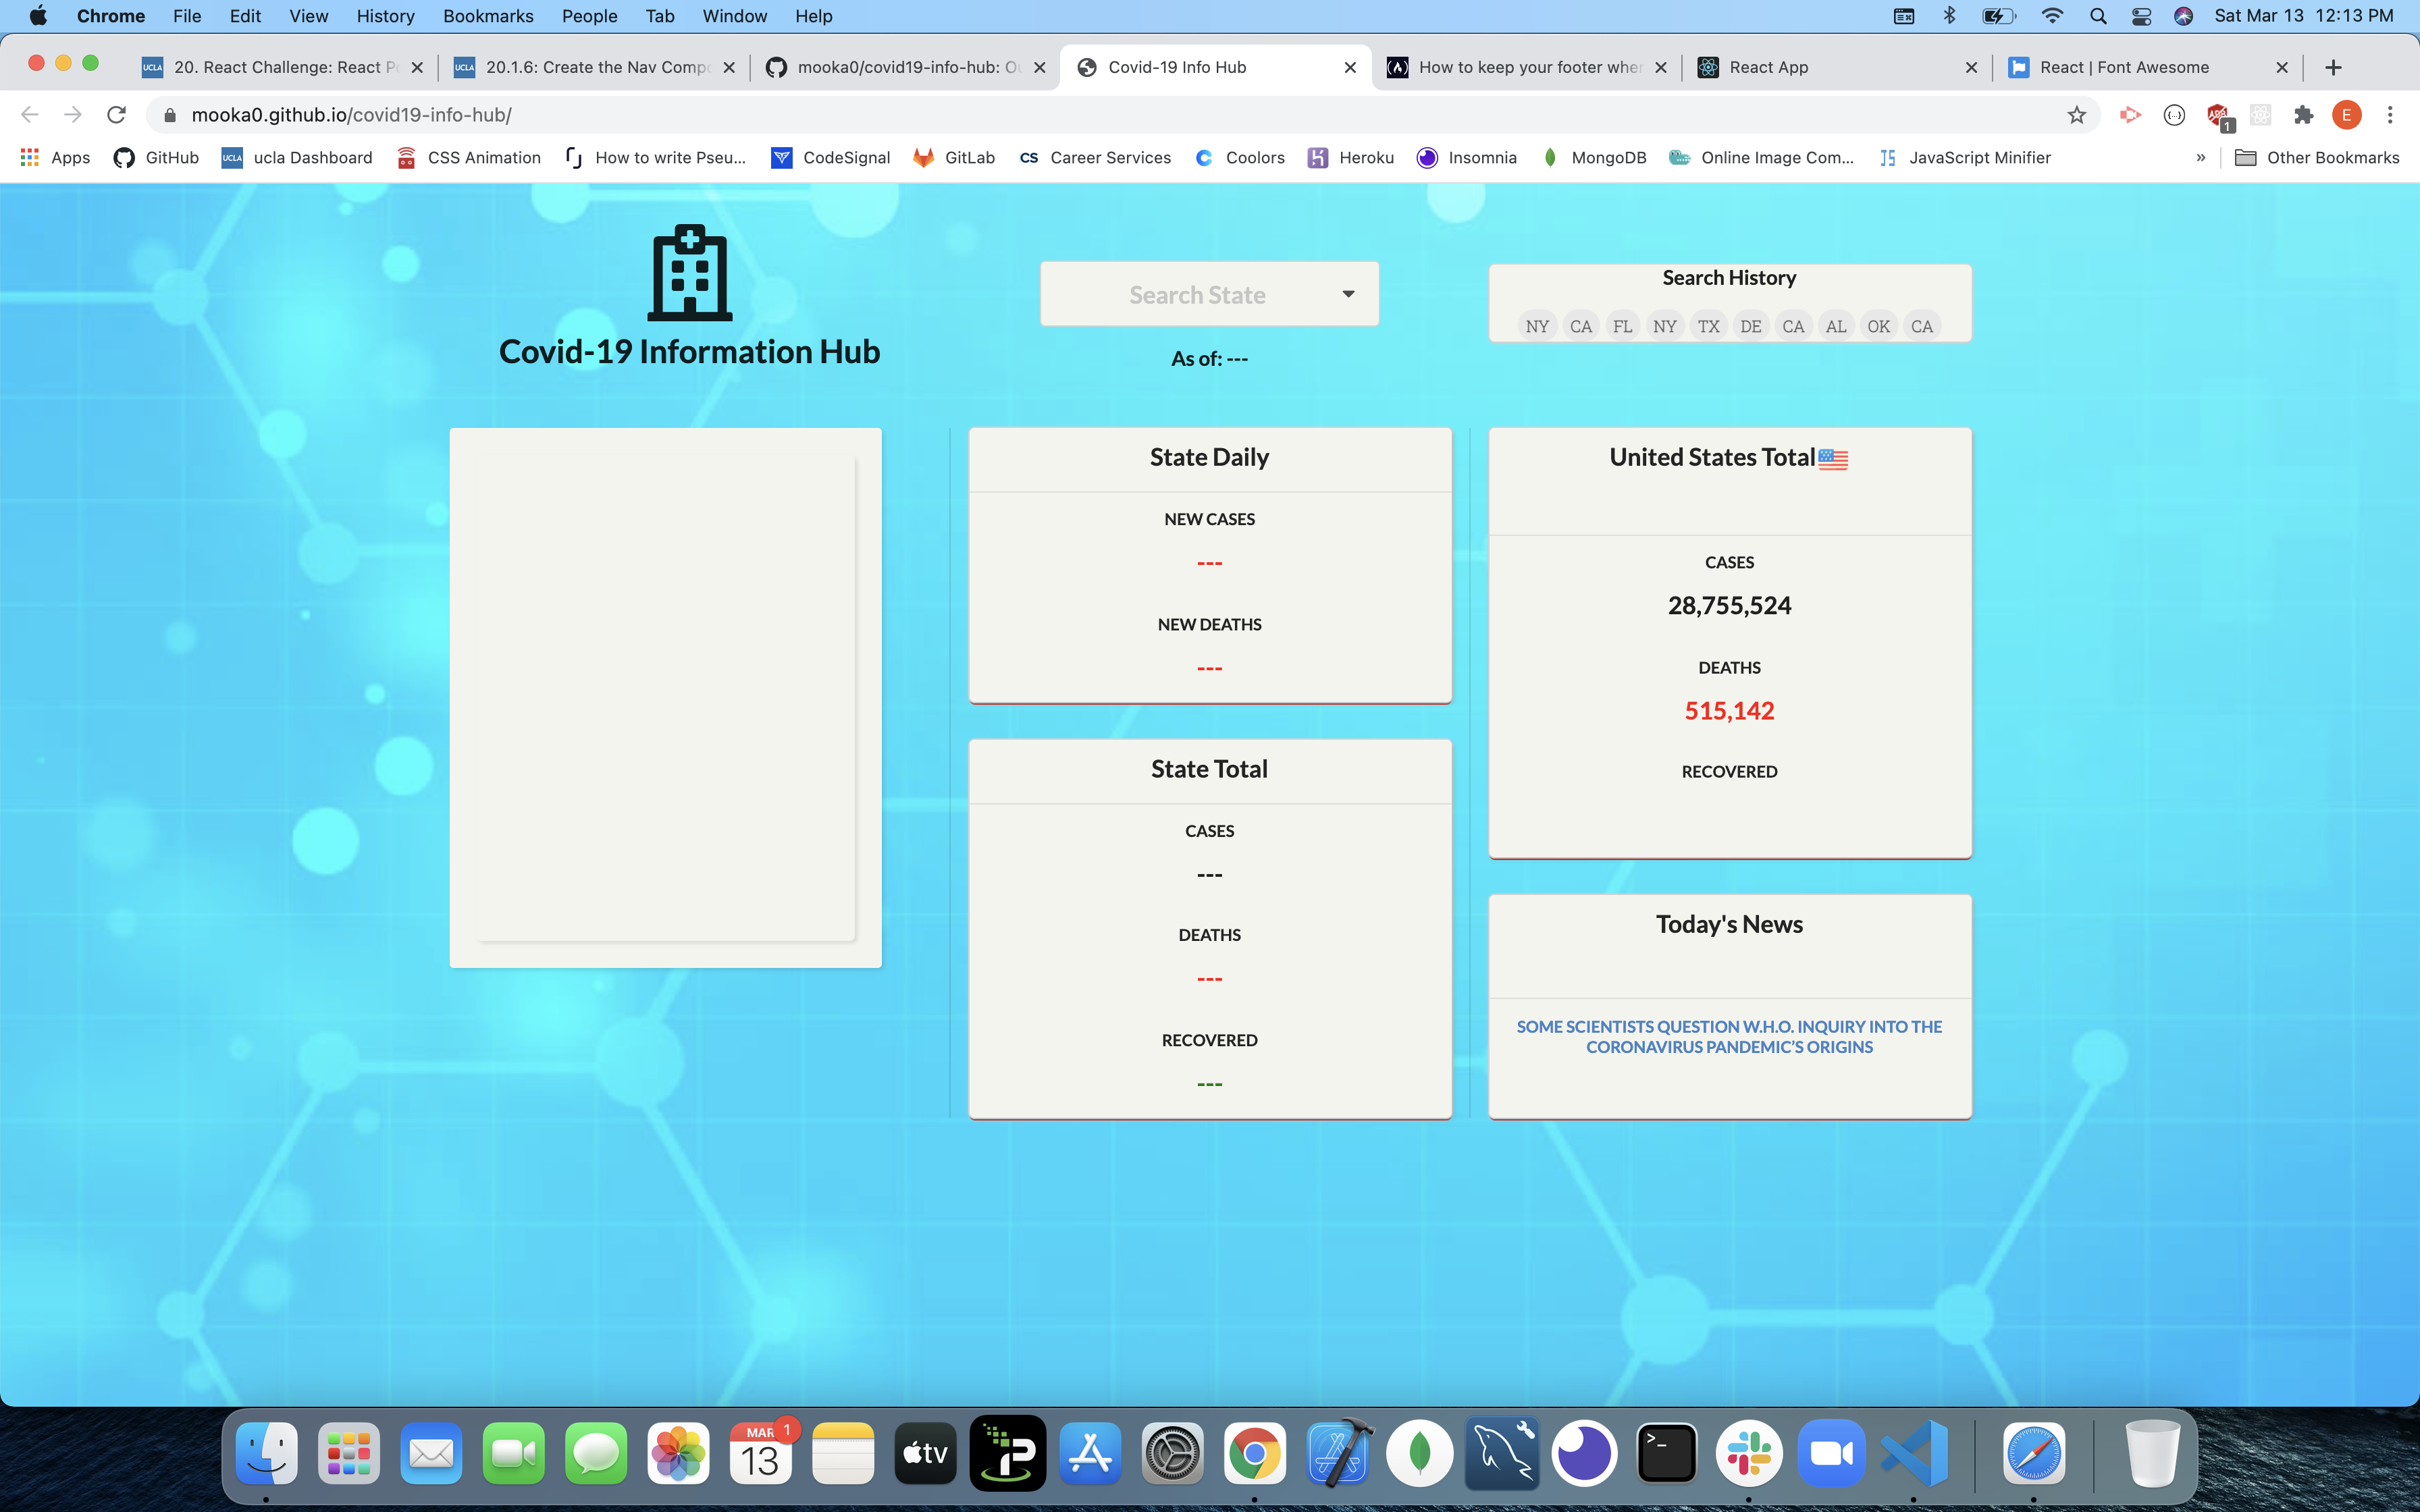 Chrome File Edit View History Bookmarks People Tab Window Help Sat Mar 13 12:13 PM
20. React Challenge: React P 20.1.6: Create the Nav Comp mooka0/covid19-info-hub: O Covid-19 Info Hub How to keep your footer whe React App React | Font Awesome
mooka0.github.io/covid19-info-hub/ ABP 1 E
Apps GitHub UCLA ucla Dashboard CSS Animation How to write Pseu... CodeSignal GitLab CS Career Services Coolors Heroku Insomnia MongoDB Online Image Com... JS JavaScript Minifier » Other Bookmarks
Covid-19 Information Hub
Search State
As of: ---
Search History
NY CA FL NY TX DE CA AL OK CA
State Daily
NEW CASES
---
NEW DEATHS
---
State Total
CASES
---
DEATHS
---
RECOVERED
---
United States Total
CASES
28,755,524
DEATHS
515,142
RECOVERED
Today's News
SOME SCIENTISTS QUESTION W.H.O. INQUIRY INTO THE
CORONAVIRUS PANDEMIC’S ORIGINS
MAR 1
13
tv